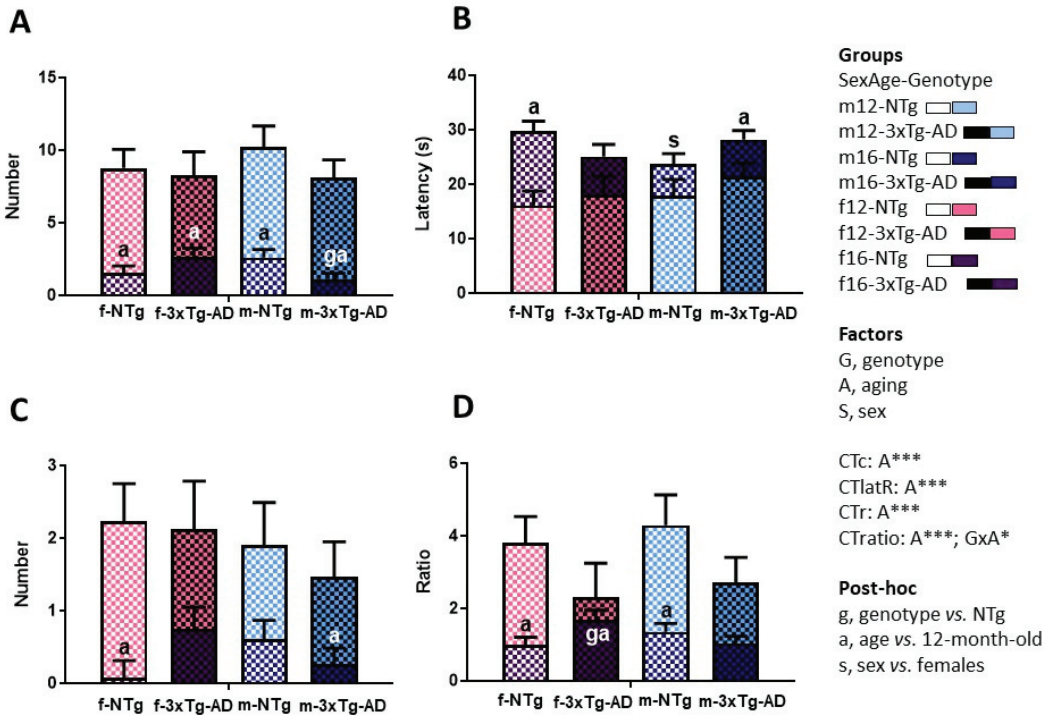 A
15
10
5
0
Number
a
a
a
ga
f-NTg f-3xTg-AD m-NTg m-3xTg-AD
B
40
30
20
10
0
Latency (s)
a
s
a
f-NTg f-3xTg-AD m-NTg m-3xTg-AD
C
3
2
1
0
Number
a
a
f-NTg f-3xTg-AD m-NTg m-3xTg-AD
D
6
4
2
0
Ratio
a
ga
a
f-NTg f-3xTg-AD m-NTg m-3xTg-AD
Groups
SexAge-Genotype
m12-NTg
m12-3xTg-AD
m16-NTg
m16-3xTg-AD
f12-NTg
f12-3xTg-AD
f16-NTg
f16-3xTg-AD
Factors
G, genotype
A, aging
S, sex
CTc: A***
CTlatR: A***
CTr: A***
CTratio: A***; GxA*
Post-hoc
g, genotype vs. NTg
a, age vs. 12-month-old
s, sex vs. females